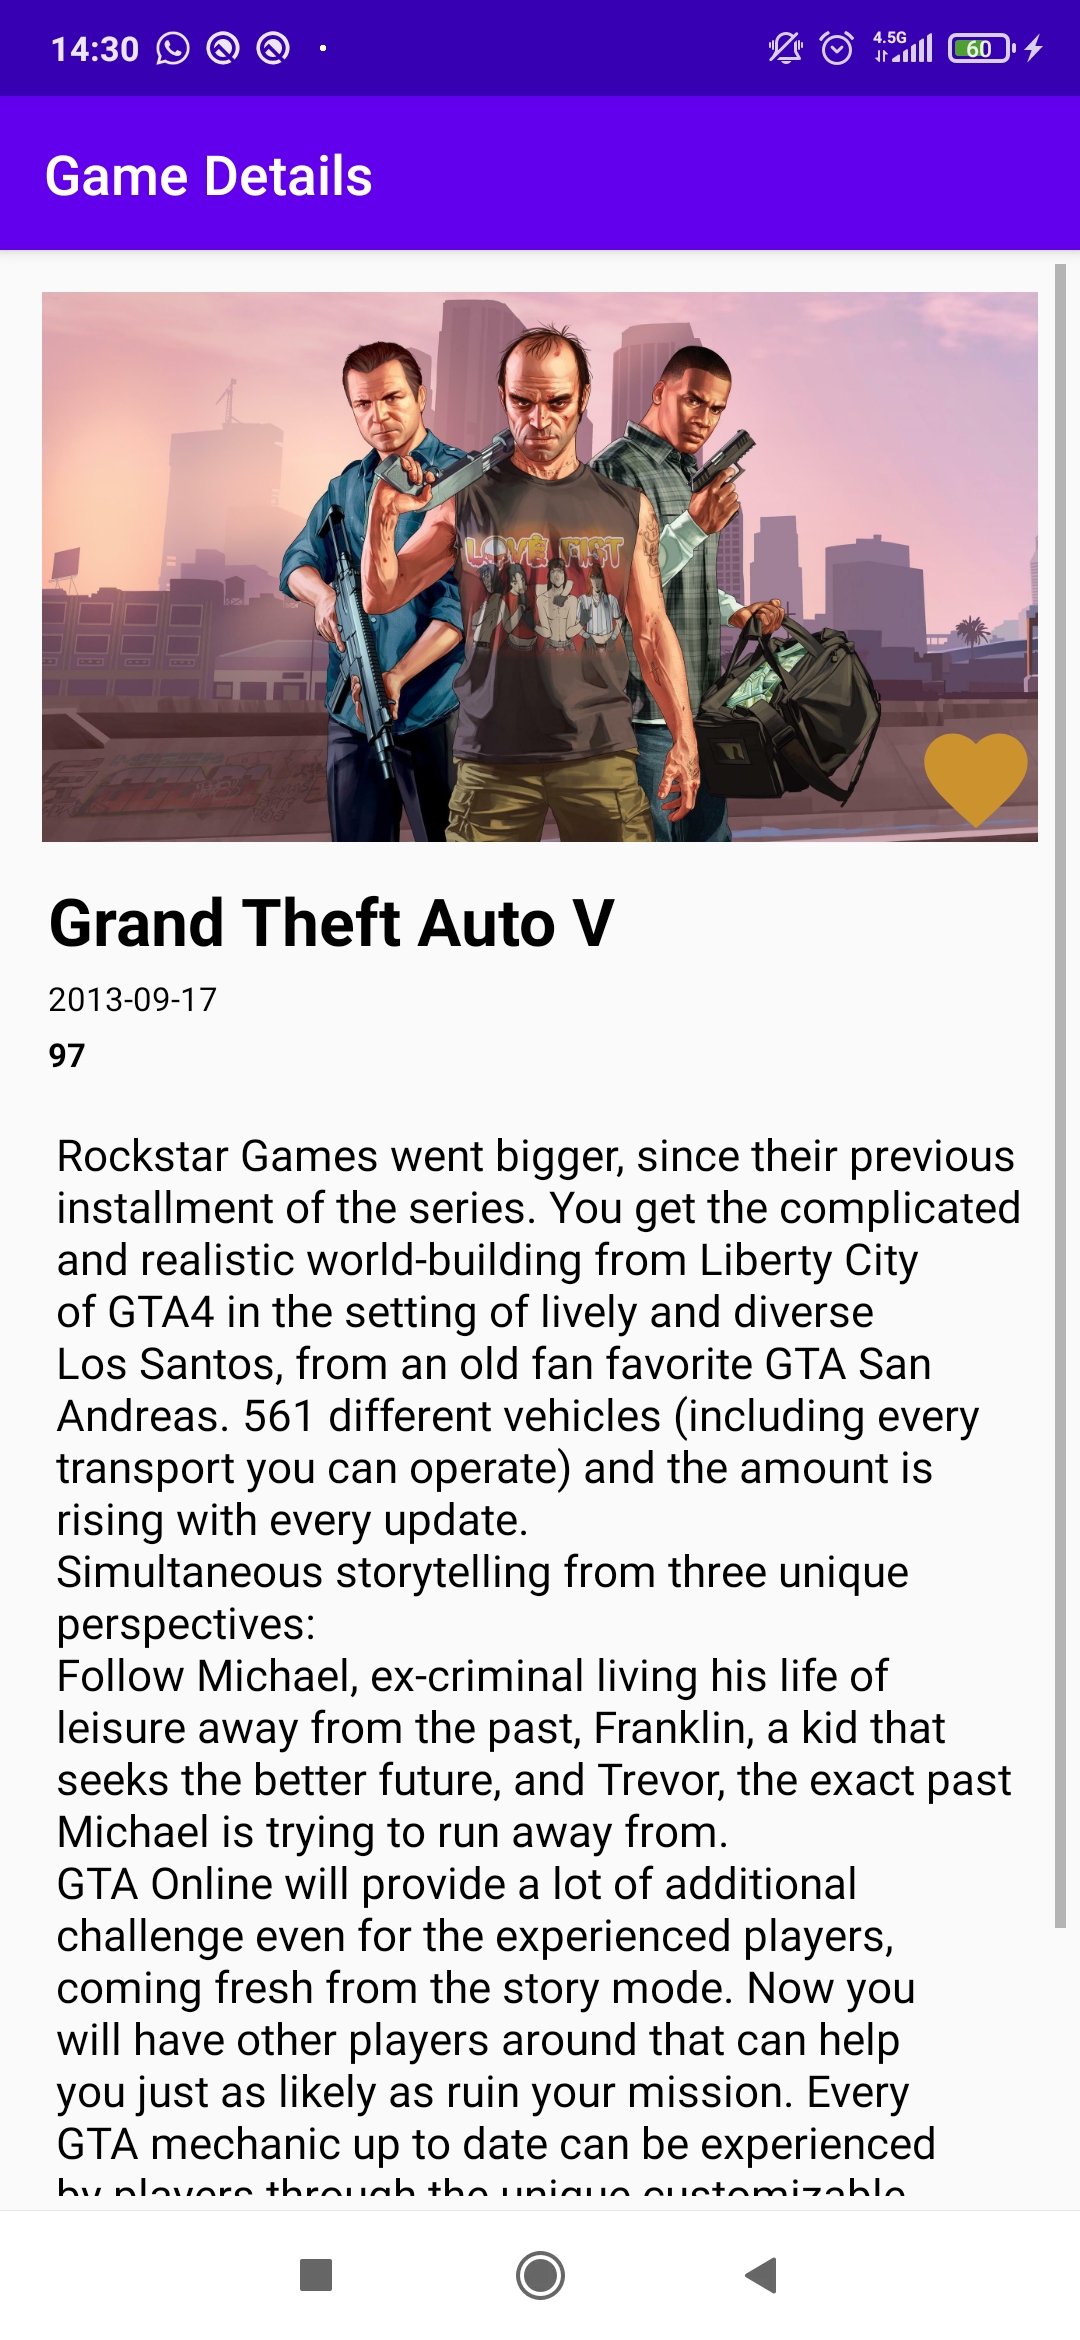 14:30
4.5G
60
Game Details
LOVE FIST
Grand Theft Auto V
2013-09-17
97
Rockstar Games went bigger, since their previous
installment of the series. You get the complicated
and realistic world-building from Liberty City
of GTA4 in the setting of lively and diverse
Los Santos, from an old fan favorite GTA San
Andreas. 561 different vehicles (including every
transport you can operate) and the amount is
rising with every update.
Simultaneous storytelling from three unique
perspectives:
Follow Michael, ex-criminal living his life of
leisure away from the past, Franklin, a kid that
seeks the better future, and Trevor, the exact past
Michael is trying to run away from.
GTA Online will provide a lot of additional
challenge even for the experienced players,
coming fresh from the story mode. Now you
will have other players around that can help
you just as likely as ruin your mission. Every
GTA mechanic up to date can be experienced
by players through the unique customizable